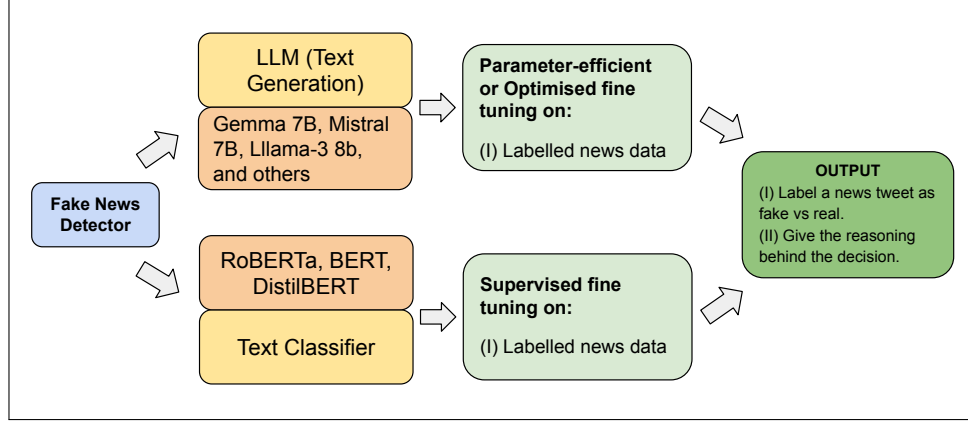 LLM (Text
Generation)
Gemma 7B, Mistral
7B, Lllama-3 8b,
and others
Parameter-efficient
or Optimised fine
tuning on:
(I) Labelled news data
Fake News
Detector
OUTPUT
(I) Label a news tweet as
fake vs real.
(II) Give the reasoning
behind the decision.
RoBERTa, BERT,
DistilBERT
Text Classifier
Supervised fine
tuning on:
(I) Labelled news data